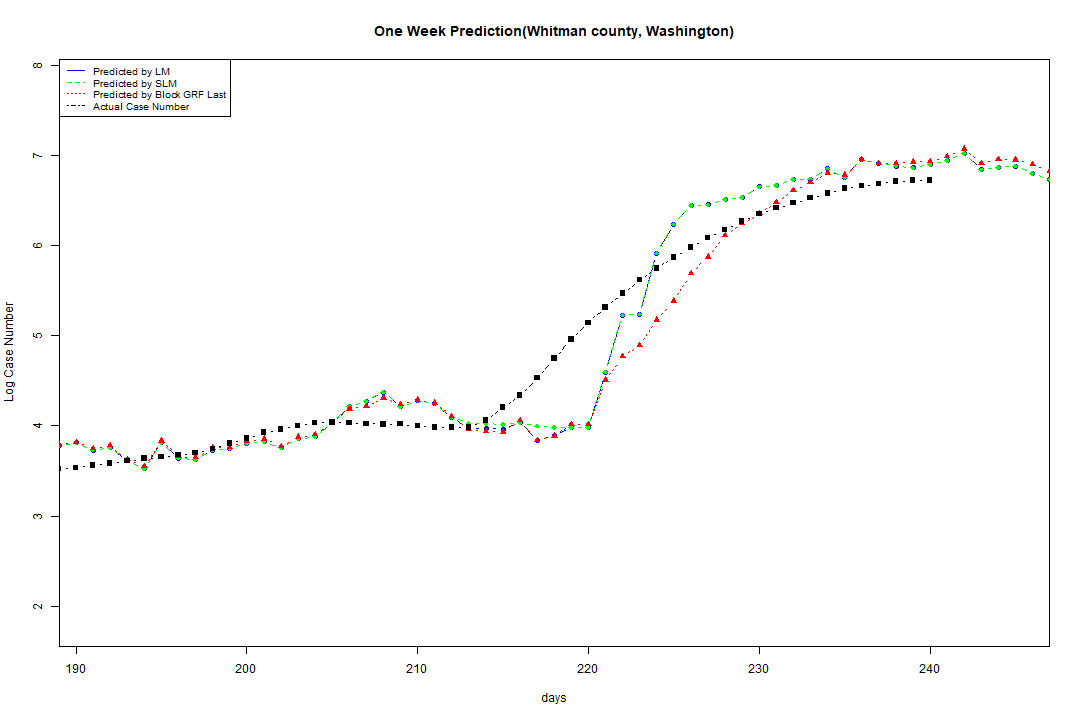 One Week Prediction(Whitman county, Washington)
Predicted by LM
Predicted by SLM
Predicted by Block GRF Last
Actual Case Number
8
7
6
5
4
3
2
Log Case Number
190 200 210 220 230 240
days